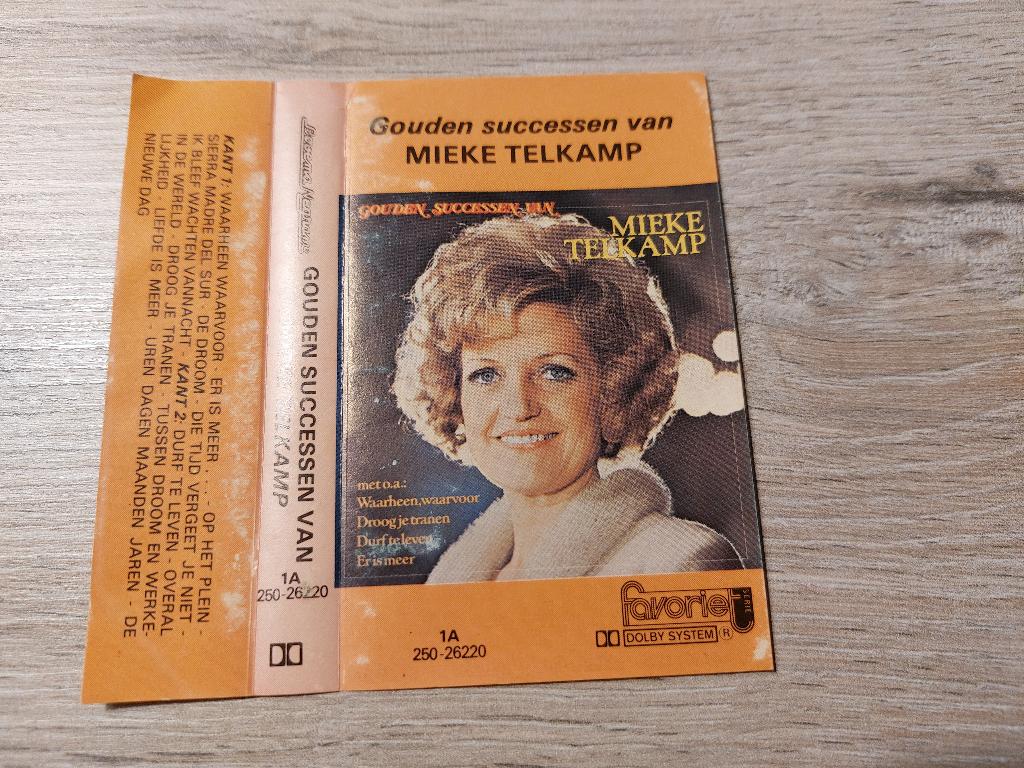 KANT 1: WAARHEEN WAARVOOR - ER IS MEER . . . - OP HET PLEIN -
SIERRA MADRE DEL SUR - DE DROOM - DIE TIJD VERGEET JE NIET -
IK BLEEF WACHTEN VANNACHT - KANT 2: DURF TE LEVEN - OVERAL
IN DE WERELD - DROOG JE TRANEN - TUSSEN DROOM EN WERKE-
LIJKHEID - LIEFDE IS MEER - UREN DAGEN MAANDEN JAREN - DE
NIEUWE DAG
GOUDEN SUCCESSEN VAN
TELKAMP
1A
250-26220
Gouden successen van
MIEKE TELKAMP
GOUDEN SUCCESSEN VAN
MIEKE
TELKAMP
met o.a.:
Waarheen,waarvoor
Droog je tranen
Durf te leven
Er is meer
1A
250-26220
favoriet
SERIE
DOLBY SYSTEM ®